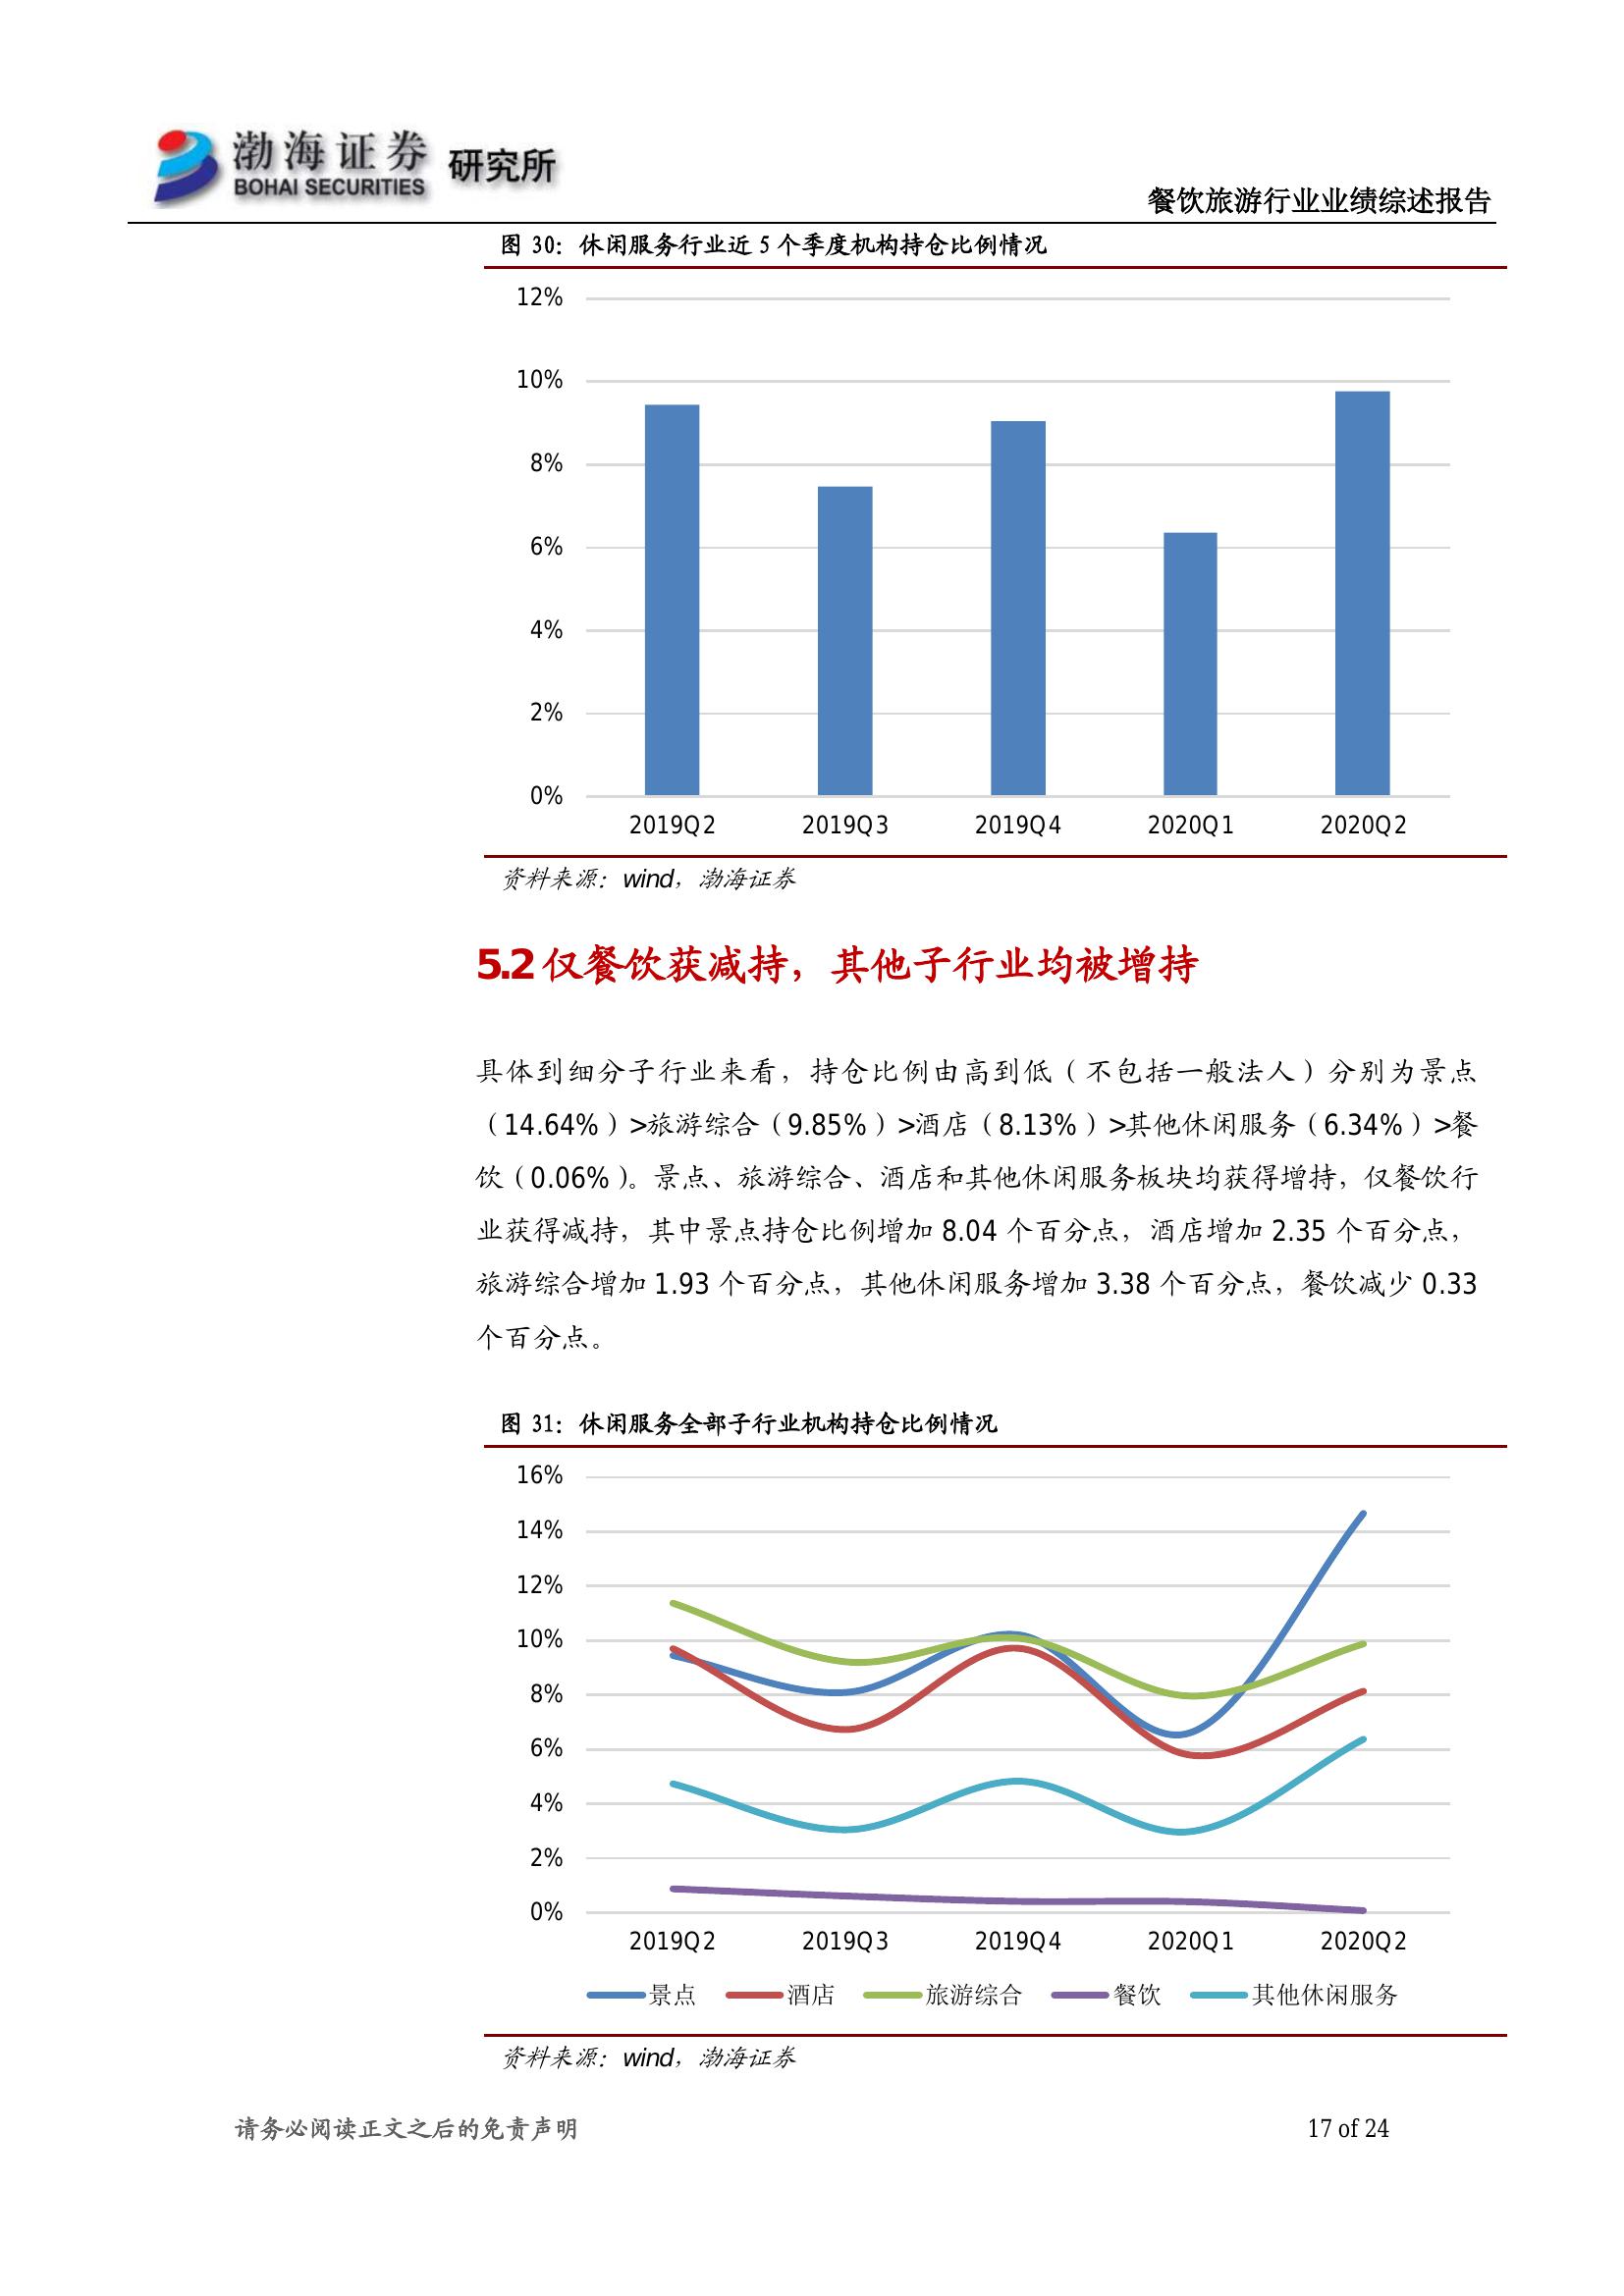 渤海证券 研究所
BOHAI SECURITIES
餐饮旅游行业业绩综述报告
图 30：休闲服务行业近 5 个季度机构持仓比例情况
12%
10%
8%
6%
4%
2%
0%
2019Q2 2019Q3 2019Q4 2020Q1 2020Q2
资料来源：wind，渤海证券
5.2 仅餐饮获减持，其他子行业均被增持
具体到细分子行业来看，持仓比例由高到低（不包括一般法人）分别为景点
（14.64%）>旅游综合（9.85%）>酒店（8.13%）>其他休闲服务（6.34%）>餐
饮（0.06%）。景点、旅游综合、酒店和其他休闲服务板块均获得增持，仅餐饮行
业获得减持，其中景点持仓比例增加 8.04 个百分点，酒店增加 2.35 个百分点，
旅游综合增加 1.93 个百分点，其他休闲服务增加 3.38 个百分点，餐饮减少 0.33
个百分点。
图 31：休闲服务全部子行业机构持仓比例情况
16%
14%
12%
10%
8%
6%
4%
2%
0%
2019Q2 2019Q3 2019Q4 2020Q1 2020Q2
景点 酒店 旅游综合 餐饮 其他休闲服务
资料来源：wind，渤海证券
请务必阅读正文之后的免责声明 17 of 24